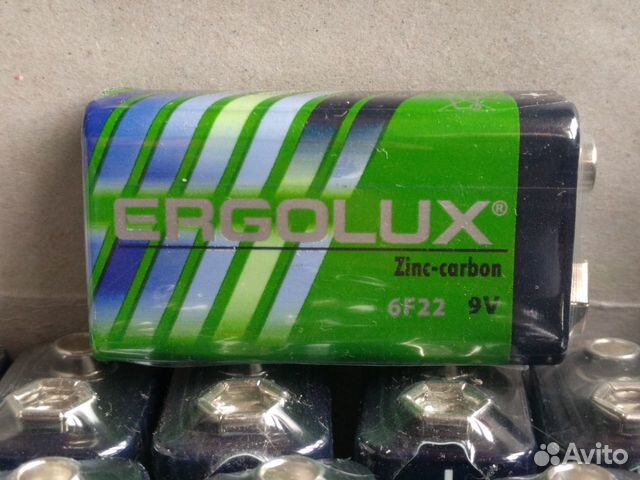 ERGOLUX®
Zinc-carbon
6F22 9V
Avito